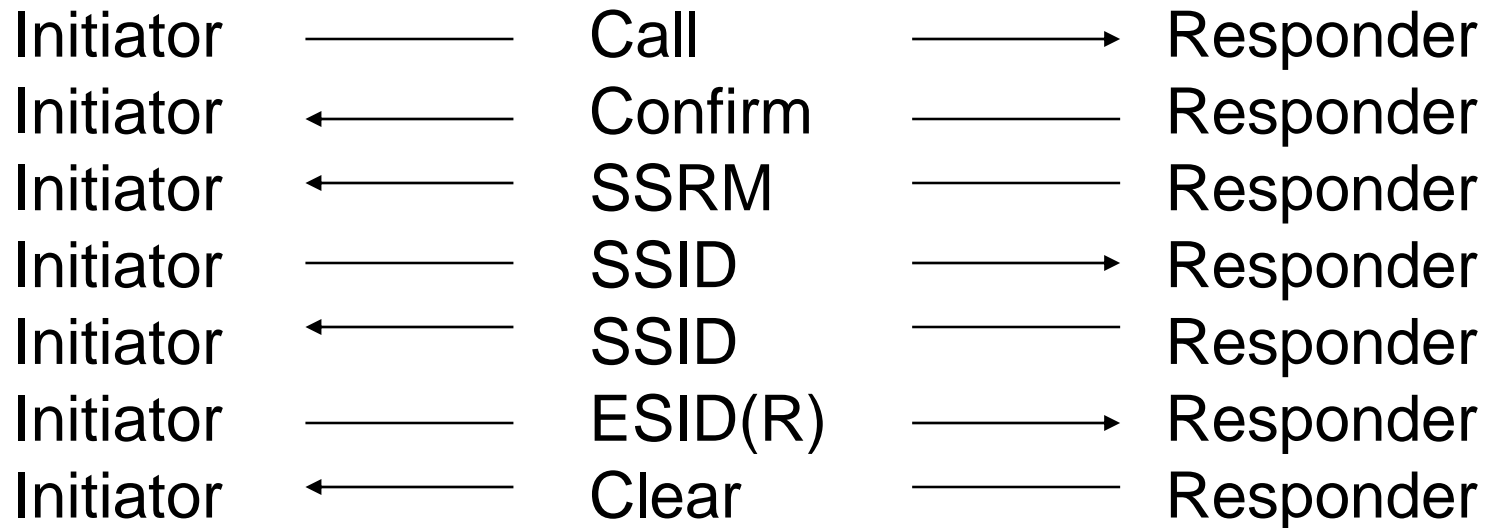 Initiator Call Responder
Initiator Confirm Responder
Initiator SSRM Responder
Initiator SSID Responder
Initiator SSID Responder
Initiator ESID(R) Responder
Initiator Clear Responder